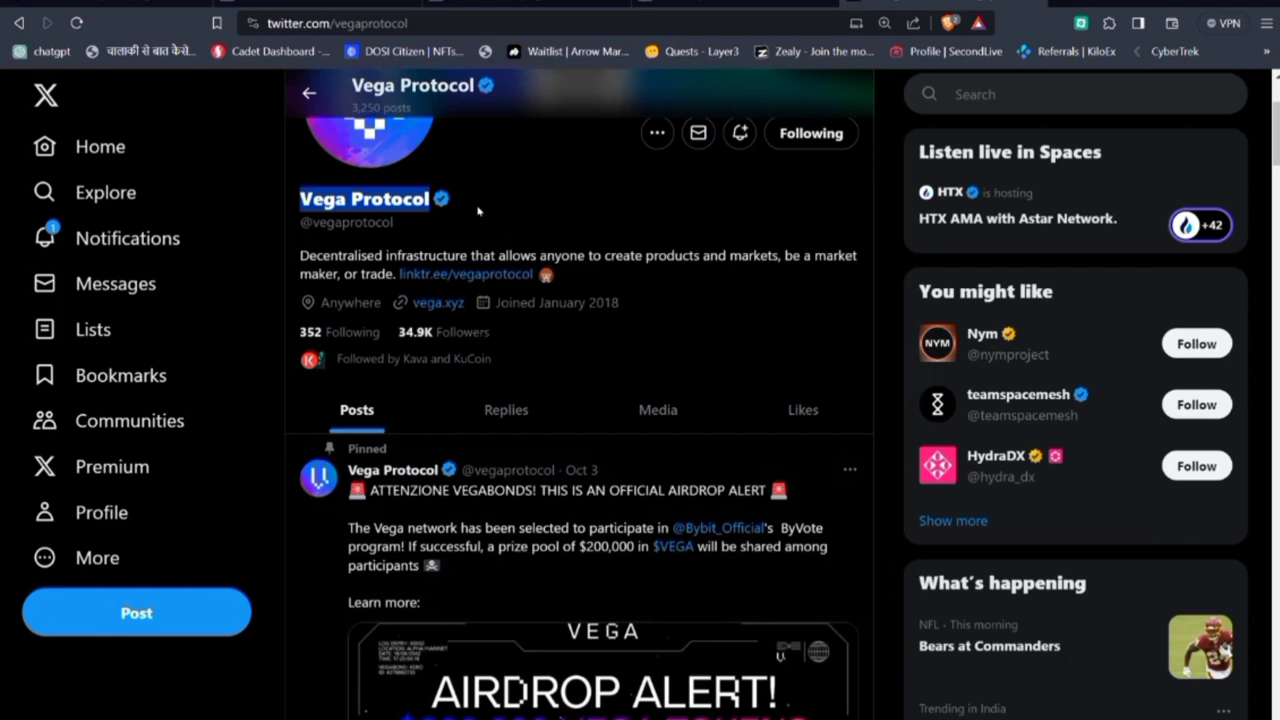 twitter.com/vegaprotocol
VPN
chatgpt
चालाकी से बात कैसे...
Cadet Dashboard -...
DOSI Citizen | NFTs...
Waitlist | Arrow Mar...
Quests - Layer3
Zealy - Join the mo...
Profile | SecondLive
Referrals | KiloEx
CyberTrek
»
Vega Protocol
3,250 posts
Home
Explore
1
Notifications
Messages
Lists
Bookmarks
Communities
Premium
Profile
More
Post
Following
Vega Protocol
@vegaprotocol
Decentralised infrastructure that allows anyone to create products and markets, be a market
maker, or trade. linktr.ee/vegaprotocol
Anywhere vega.xyz Joined January 2018
352 Following 34.9K Followers
Followed by Kava and KuCoin
Posts Replies Media Likes
Pinned
Vega Protocol @vegaprotocol · Oct 3
🚨 ATTENZIONE VEGABONDS! THIS IS AN OFFICIAL AIRDROP ALERT 🚨
The Vega network has been selected to participate in @Bybit_Official's ByVote
program! If successful, a prize pool of $200,000 in $VEGA will be shared among
participants ☠️
Learn more:
VEGA
AIRDROP ALERT!
Search
Listen live in Spaces
HTX is hosting
HTX AMA with Astar Network.
+42
You might like
NYM
Nym
@nymproject
Follow
teamspacemesh
@teamspacemesh
Follow
HydraDX
@hydra_dx
Follow
Show more
What's happening
NFL · This morning
Bears at Commanders
Trending in India